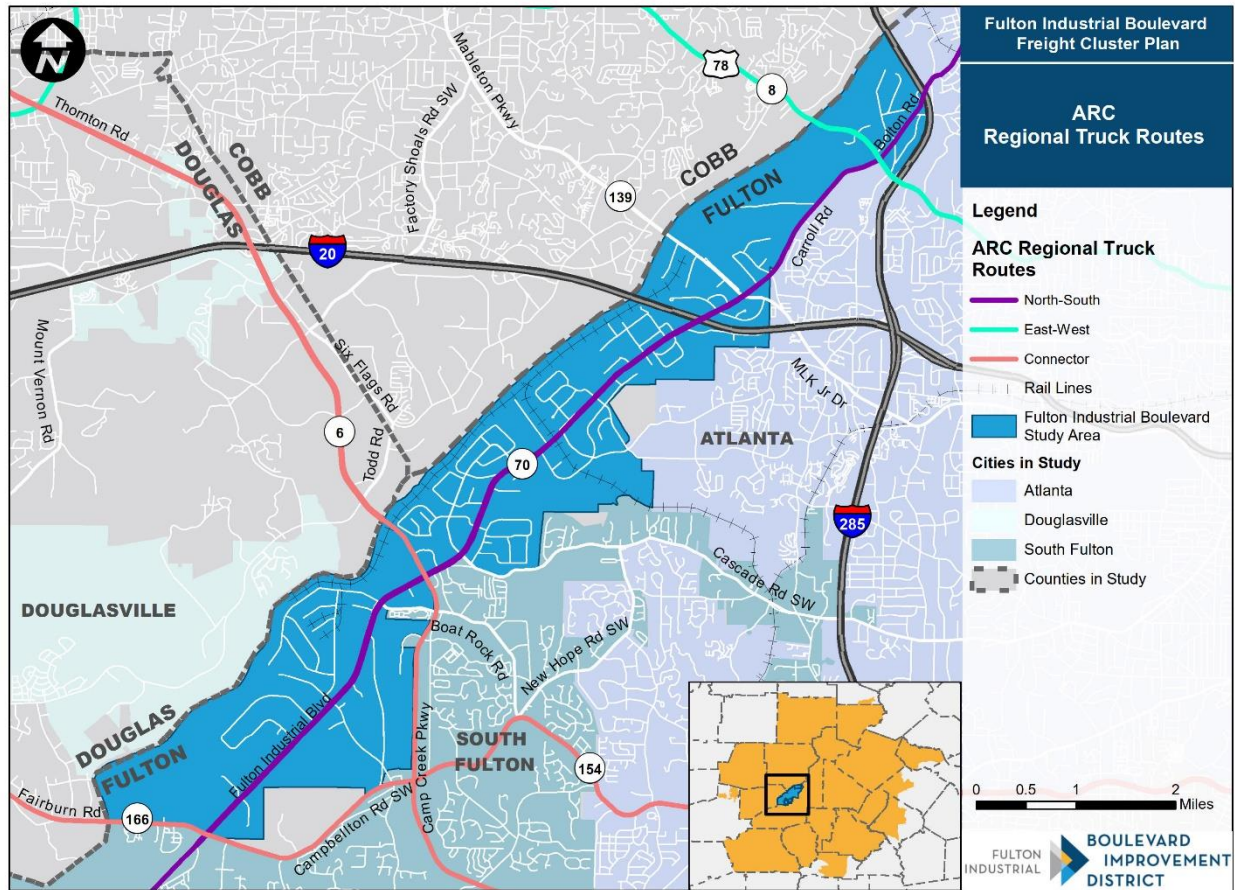 Fulton Industrial Boulevard
Freight Cluster Plan
ARC
Regional Truck Routes
Legend
ARC Regional Truck
Routes
North-South
East-West
Connector
Rail Lines
Fulton Industrial Boulevard
Study Area
Cities in Study
Atlanta
Douglasville
South Fulton
Counties in Study
0 0.5 1 2
Miles
FULTON
INDUSTRIAL
BOULEVARD
IMPROVEMENT
DISTRICT
N
Thornton Rd
DOUGLAS
COBB
Factory Shoals Rd SW
Mableton Pkwy
78
8
Bolton Rd
COBB
FULTON
139
20
Carroll Rd
Mount Vernon Rd
Six Flags Rd
6
Todd Rd
MLK Jr Dr
ATLANTA
70
285
Cascade Rd SW
DOUGLASVILLE
Boat Rock Rd
New Hope Rd SW
Fulton Industrial Blvd
DOUGLAS
FULTON
SOUTH
FULTON
Camp Creek Pkwy
154
Fairburn Rd
166
Campbellton Rd SW